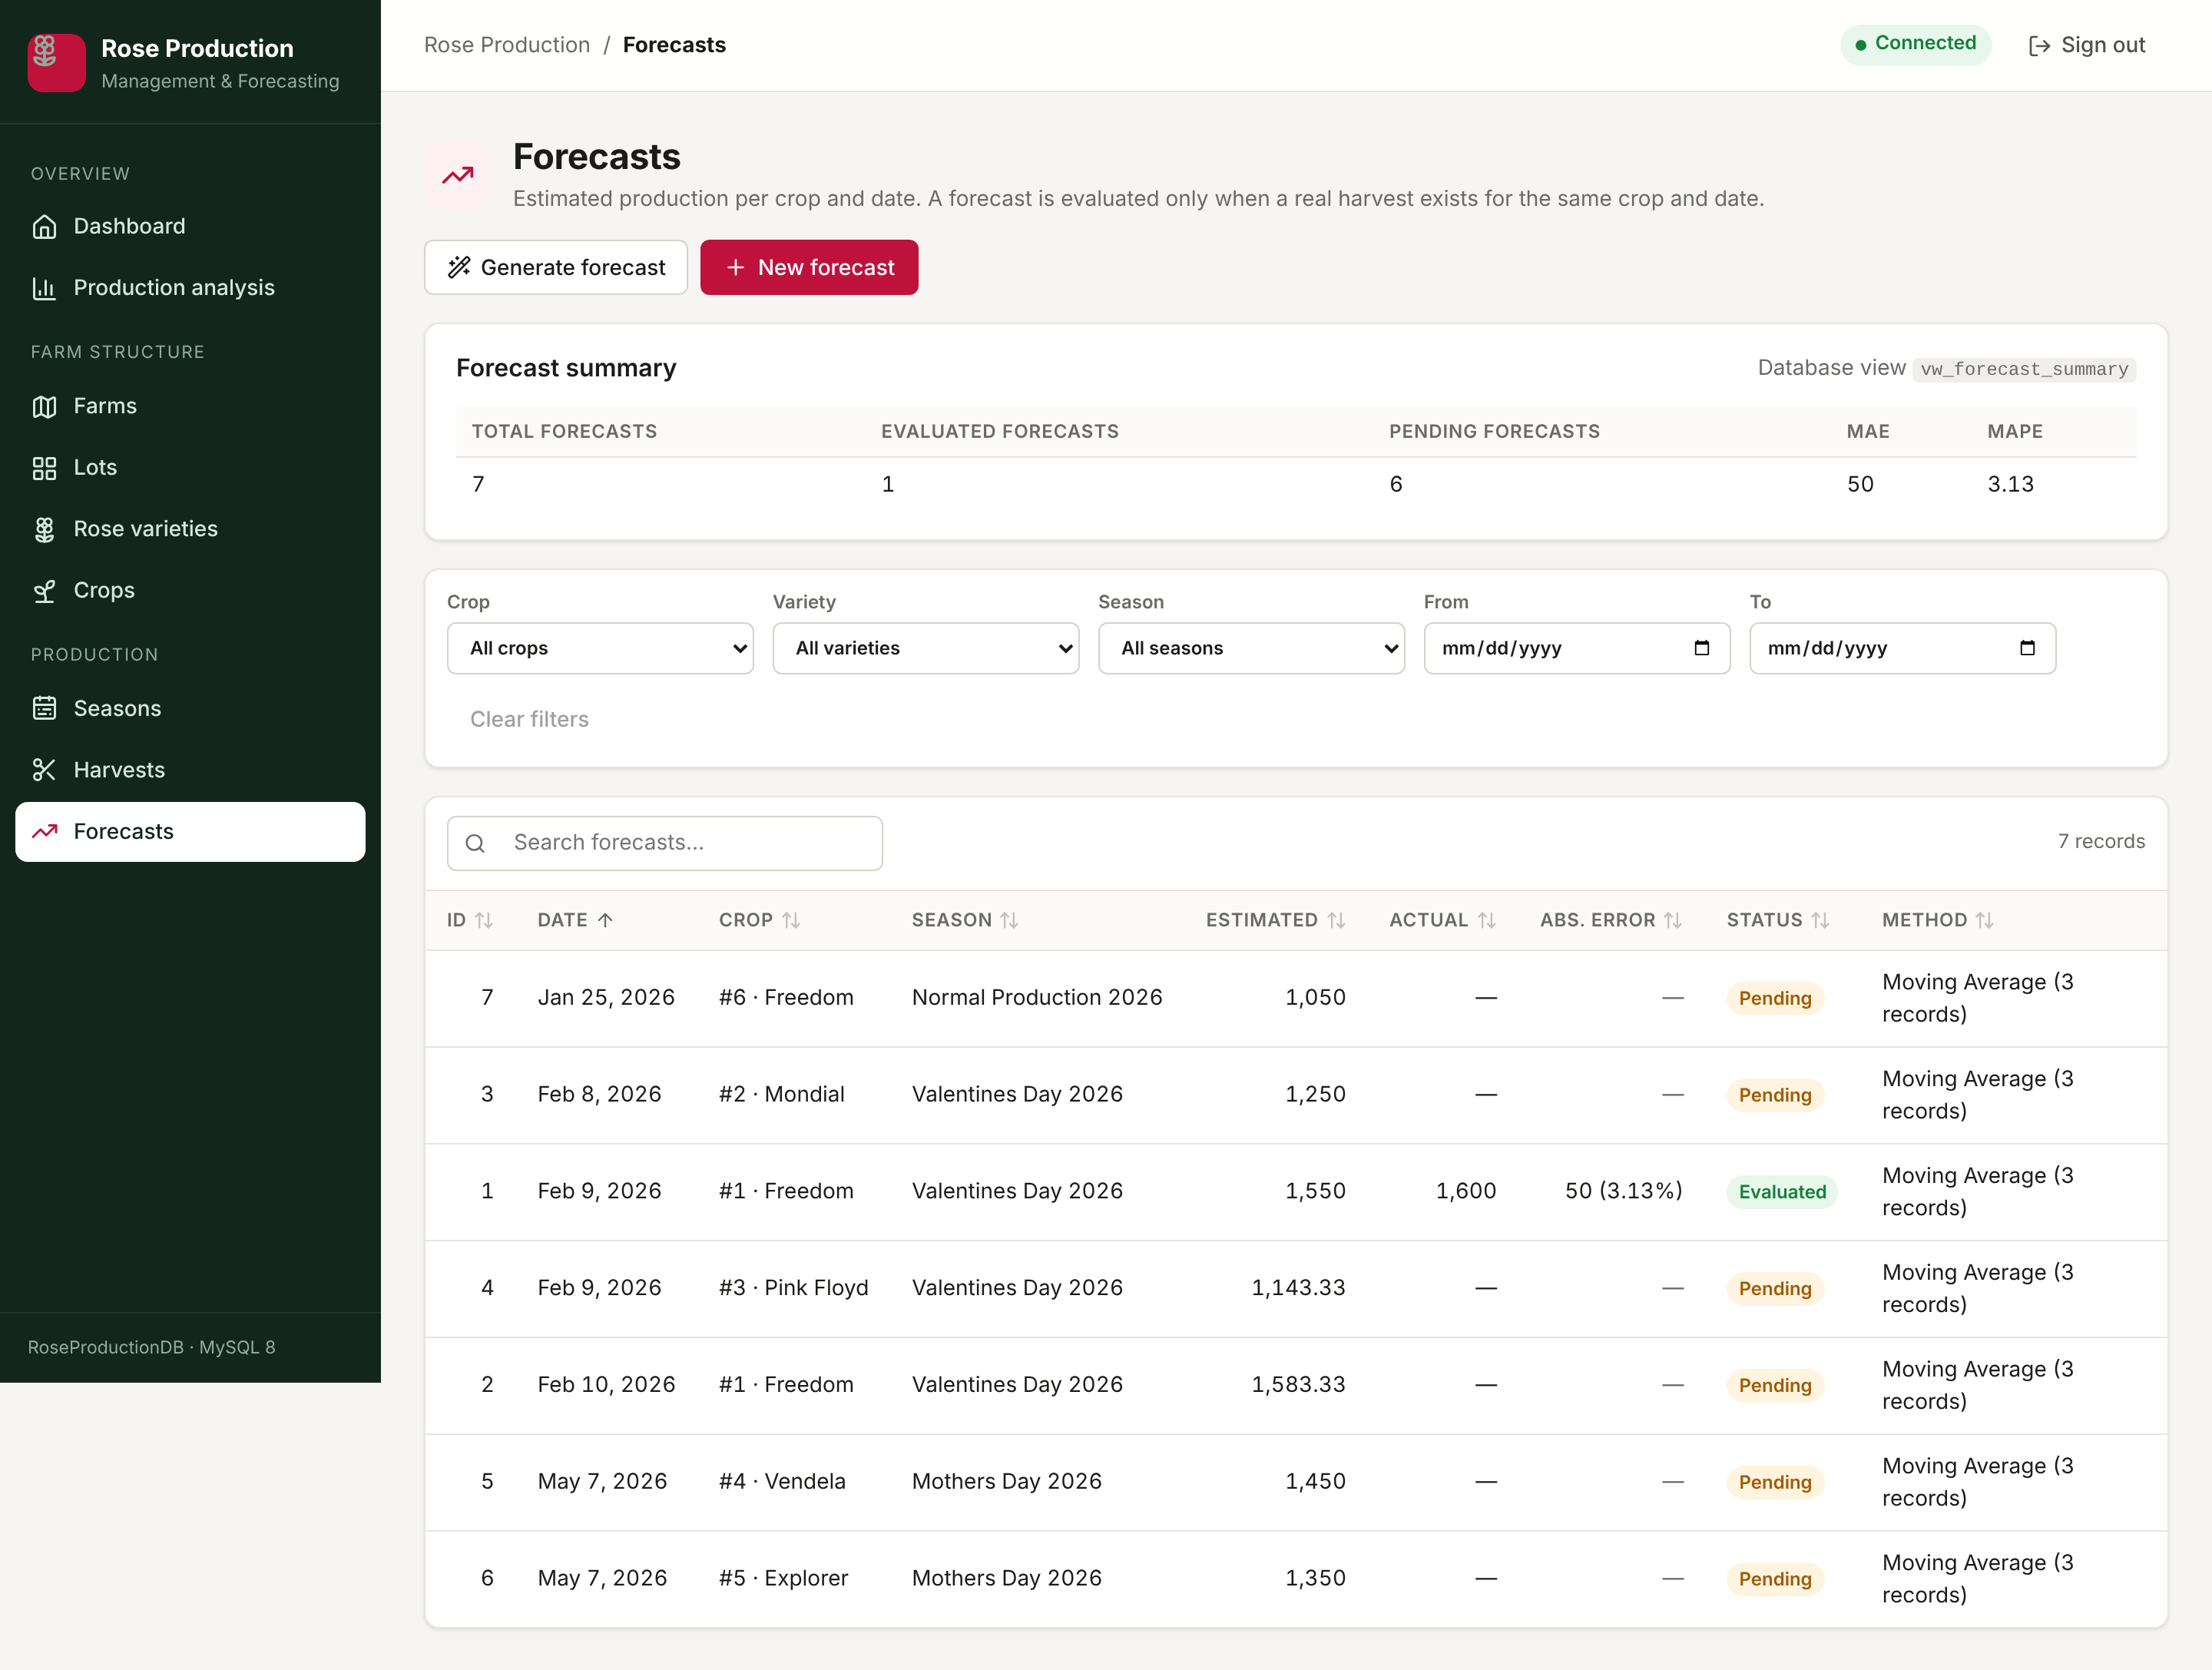 Rose Production
Management & Forecasting
OVERVIEW
Dashboard
Production analysis
FARM STRUCTURE
Farms
Lots
Rose varieties
Crops
PRODUCTION
Seasons
Harvests
Forecasts
RoseProductionDB · MySQL 8
Rose Production / Forecasts
Connected
Sign out
Forecasts
Estimated production per crop and date. A forecast is evaluated only when a real harvest exists for the same crop and date.
Generate forecast
+ New forecast
Forecast summary
Database view vw_forecast_summary
TOTAL FORECASTS EVALUATED FORECASTS PENDING FORECASTS MAE MAPE
7 1 6 50 3.13
Crop Variety Season From To
All crops All varieties All seasons mm/dd/yyyy mm/dd/yyyy
Clear filters
Search forecasts...
7 records
ID DATE CROP SEASON ESTIMATED ACTUAL ABS. ERROR STATUS METHOD
7 Jan 25, 2026 #6 · Freedom Normal Production 2026 1,050 — — Pending Moving Average (3
records)
3 Feb 8, 2026 #2 · Mondial Valentines Day 2026 1,250 — — Pending Moving Average (3
records)
1 Feb 9, 2026 #1 · Freedom Valentines Day 2026 1,550 1,600 50 (3.13%) Evaluated Moving Average (3
records)
4 Feb 9, 2026 #3 · Pink Floyd Valentines Day 2026 1,143.33 — — Pending Moving Average (3
records)
2 Feb 10, 2026 #1 · Freedom Valentines Day 2026 1,583.33 — — Pending Moving Average (3
records)
5 May 7, 2026 #4 · Vendela Mothers Day 2026 1,450 — — Pending Moving Average (3
records)
6 May 7, 2026 #5 · Explorer Mothers Day 2026 1,350 — — Pending Moving Average (3
records)